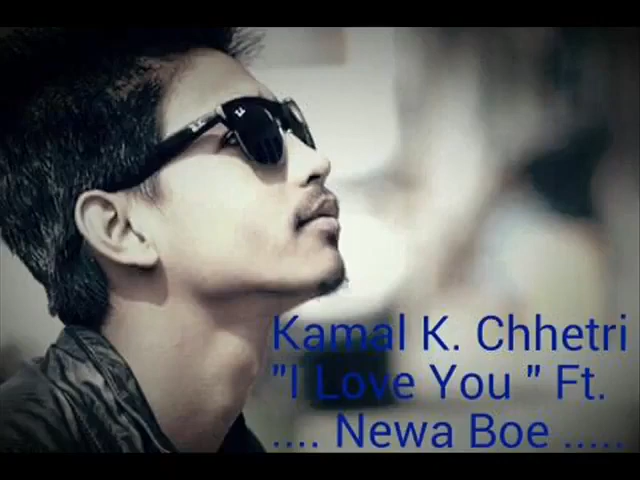 Kamal K. Chhetri
"I Love You " Ft.
.... Newa Boe .....